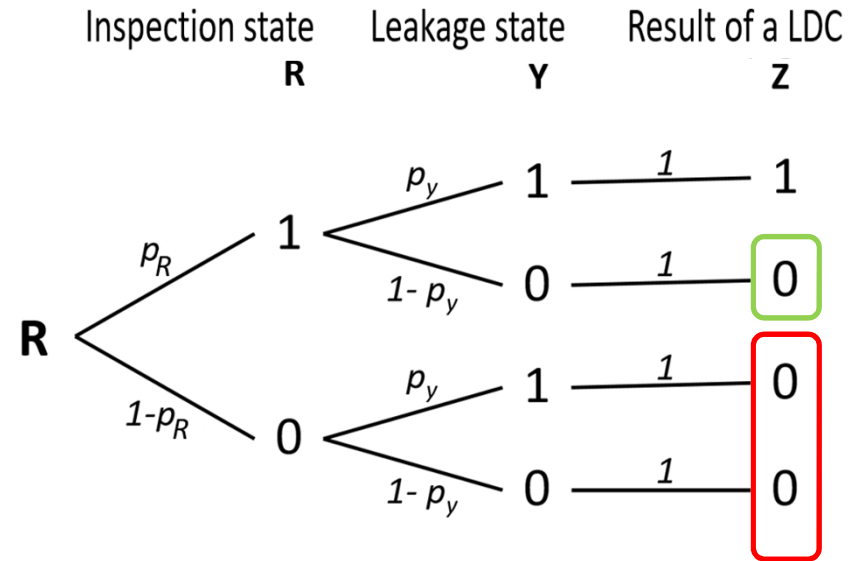 Inspection state Leakage state Result of a LDC
R Y Z
p_y 1 1 1
1
p_R 1- p_y 0 1 0
R
p_y 1 1 0
1-p_R 0
1- p_y 0 1 0